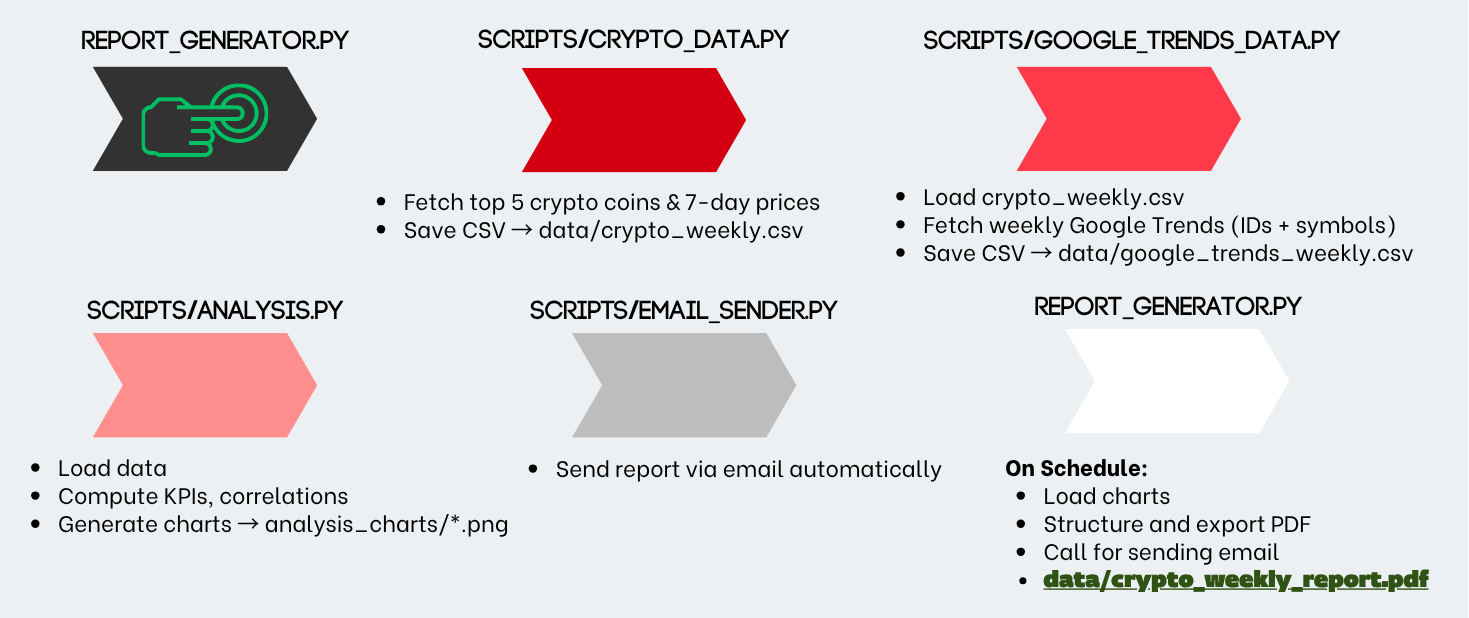 REPORT_GENERATOR.PY
SCRIPTS/CRYPTO_DATA.PY
• Fetch top 5 crypto coins & 7-day prices
• Save CSV → data/crypto_weekly.csv
SCRIPTS/GOOGLE_TRENDS_DATA.PY
• Load crypto_weekly.csv
• Fetch weekly Google Trends (IDs + symbols)
• Save CSV → data/google_trends_weekly.csv
SCRIPTS/ANALYSIS.PY
• Load data
• Compute KPIs, correlations
• Generate charts → analysis_charts/*.png
SCRIPTS/EMAIL_SENDER.PY
• Send report via email automatically
REPORT_GENERATOR.PY
On Schedule:
• Load charts
• Structure and export PDF
• Call for sending email
• data/crypto_weekly_report.pdf